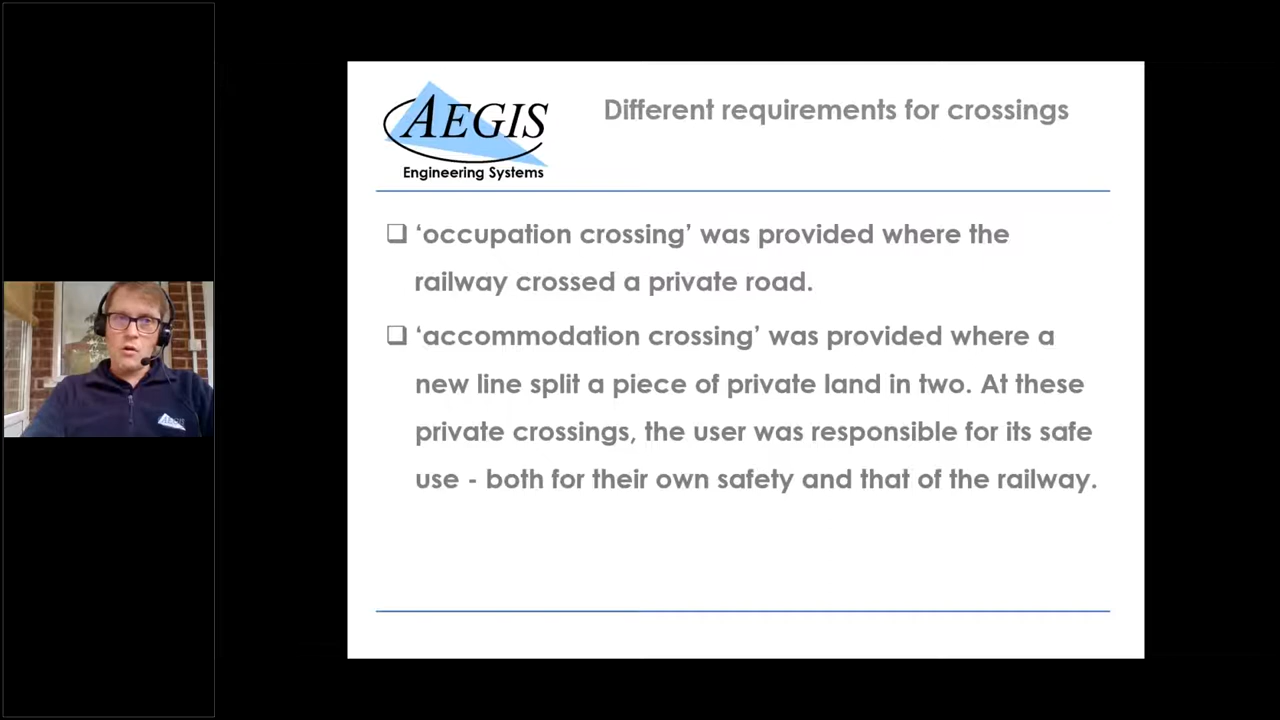 AEGIS
Engineering Systems
Different requirements for crossings
‘occupation crossing’ was provided where the
railway crossed a private road.
‘accommodation crossing’ was provided where a
new line split a piece of private land in two. At these
private crossings, the user was responsible for its safe
use - both for their own safety and that of the railway.
AEGIS